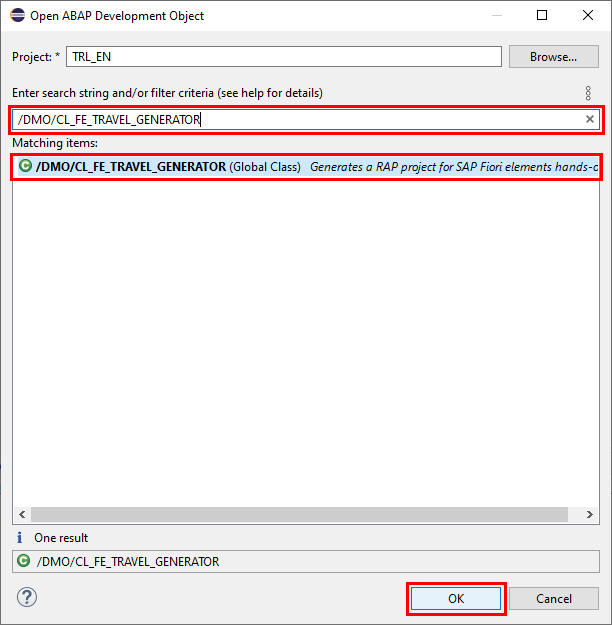 Open ABAP Development Object
Project: * TRL_EN Browse...
Enter search string and/or filter criteria (see help for details)
/DMO/CL_FE_TRAVEL_GENERATOR
Matching items:
/DMO/CL_FE_TRAVEL_GENERATOR (Global Class) Generates a RAP project for SAP Fiori elements hands-c
One result
/DMO/CL_FE_TRAVEL_GENERATOR
OK Cancel